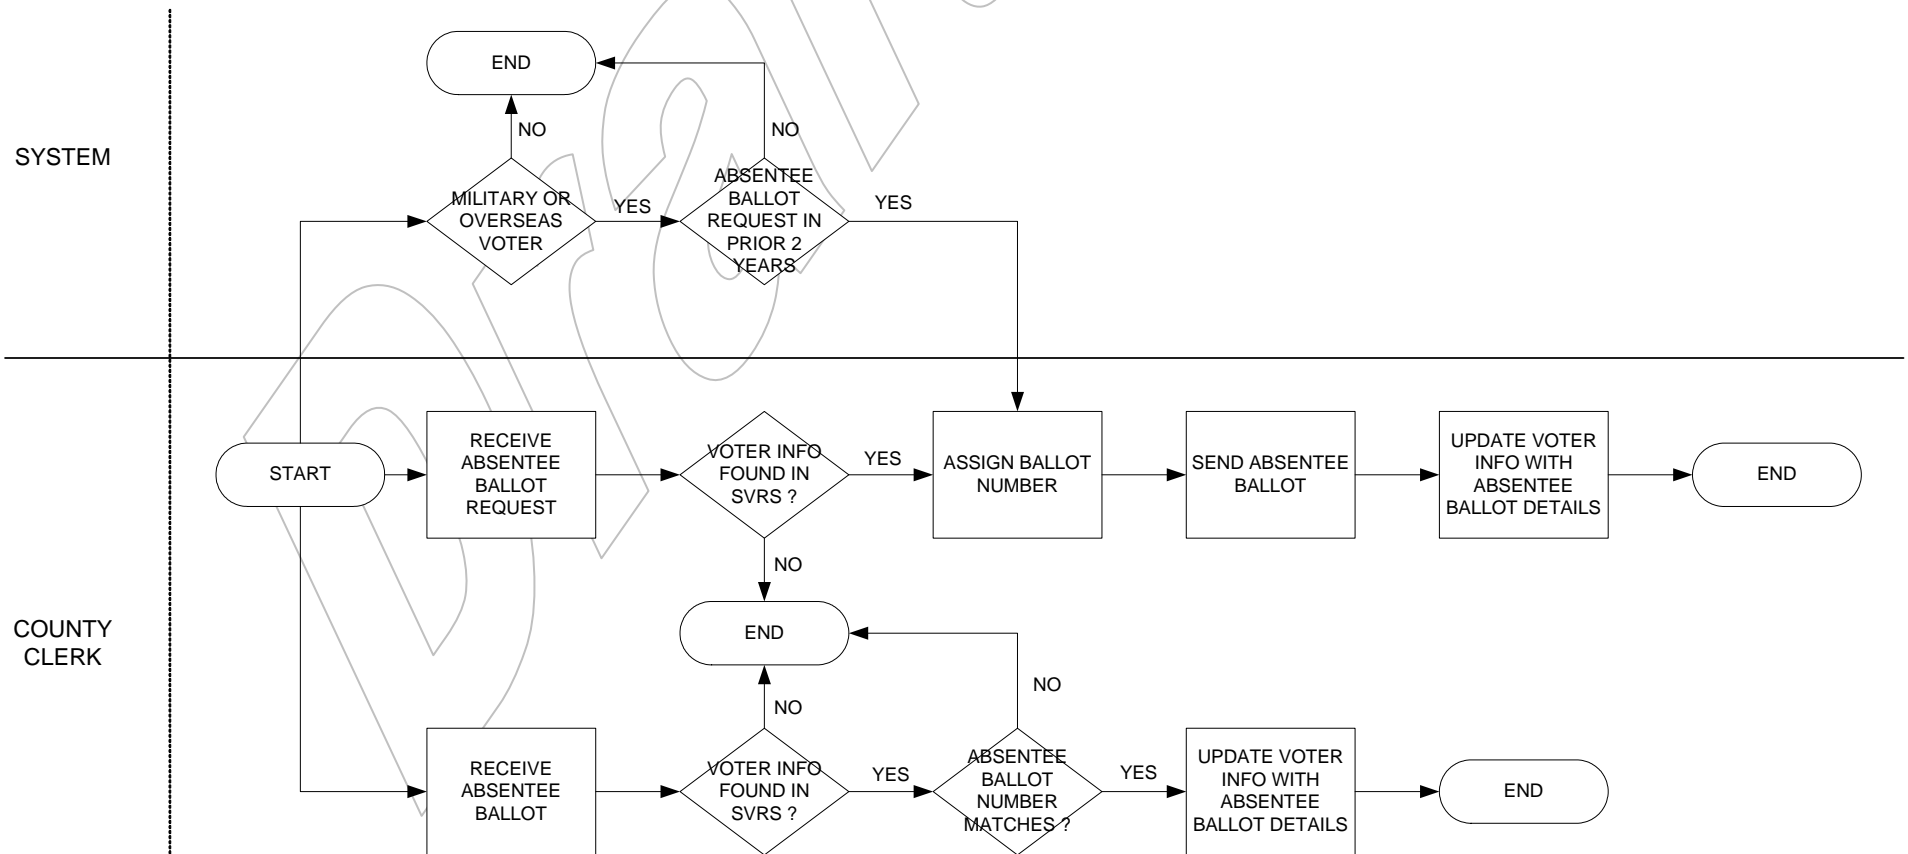 SYSTEM
END
NO
NO
MILITARY OR
OVERSEAS
VOTER
YES
ABSENTEE
BALLOT
REQUEST IN
PRIOR 2
YEARS
YES
COUNTY
CLERK
START
RECEIVE
ABSENTEE
BALLOT
REQUEST
VOTER INFO
FOUND IN
SVRS ?
YES
ASSIGN BALLOT
NUMBER
SEND ABSENTEE
BALLOT
UPDATE VOTER
INFO WITH
ABSENTEE
BALLOT DETAILS
END
NO
END
NO
NO
RECEIVE
ABSENTEE
BALLOT
VOTER INFO
FOUND IN
SVRS ?
YES
ABSENTEE
BALLOT
NUMBER
MATCHES ?
YES
UPDATE VOTER
INFO WITH
ABSENTEE
BALLOT DETAILS
END
Draft